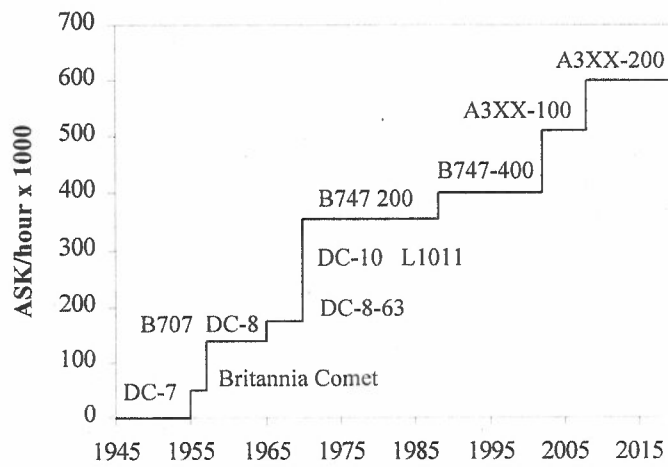 700
A3XX-200
600
A3XX-100
500
B747-400
400
B747 200
300
DC-10 L1011
200
DC-8-63
B707 DC-8
100
DC-7
Britannia Comet
0
ASK/hour x 1000
1945 1955 1965 1975 1985 1995 2005 2015